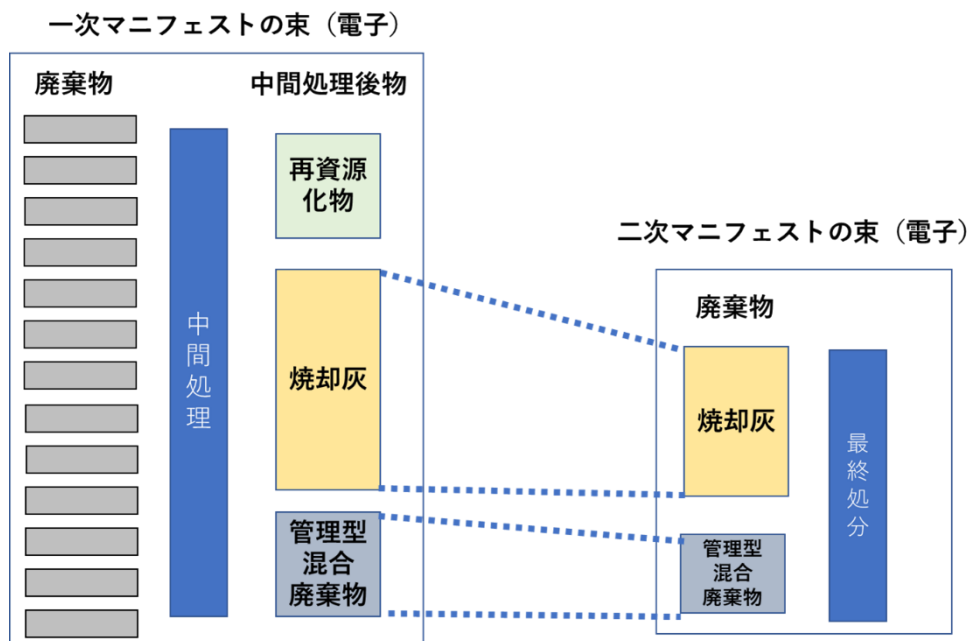 一次マニフェストの束（電子）
廃棄物
中間処理後物
中間処理
再資源
化物
焼却灰
管理型
混合
廃棄物
二次マニフェストの束（電子）
廃棄物
焼却灰
管理型
混合
廃棄物
最終処分